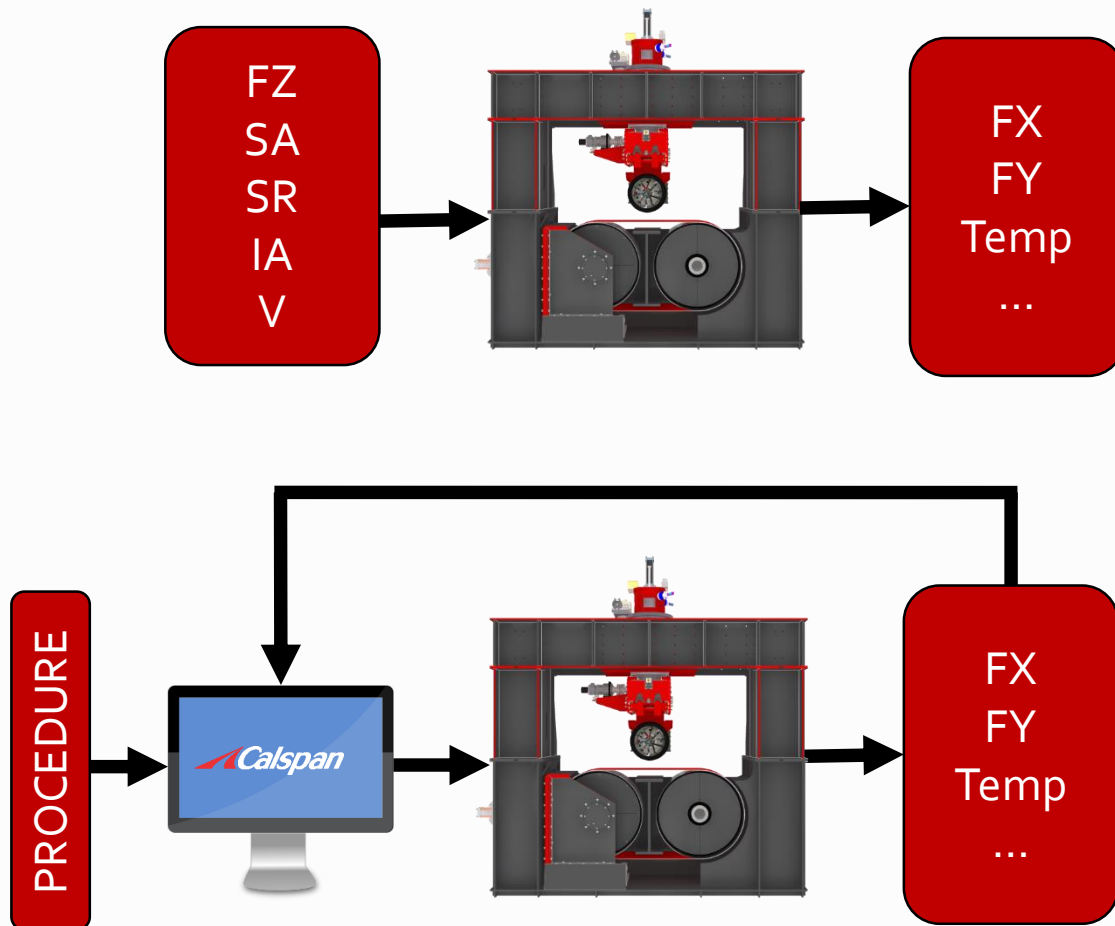 FZ
SA
SR
IA
V
FX
FY
Temp
...
PROCEDURE
Calspan
FX
FY
Temp
...